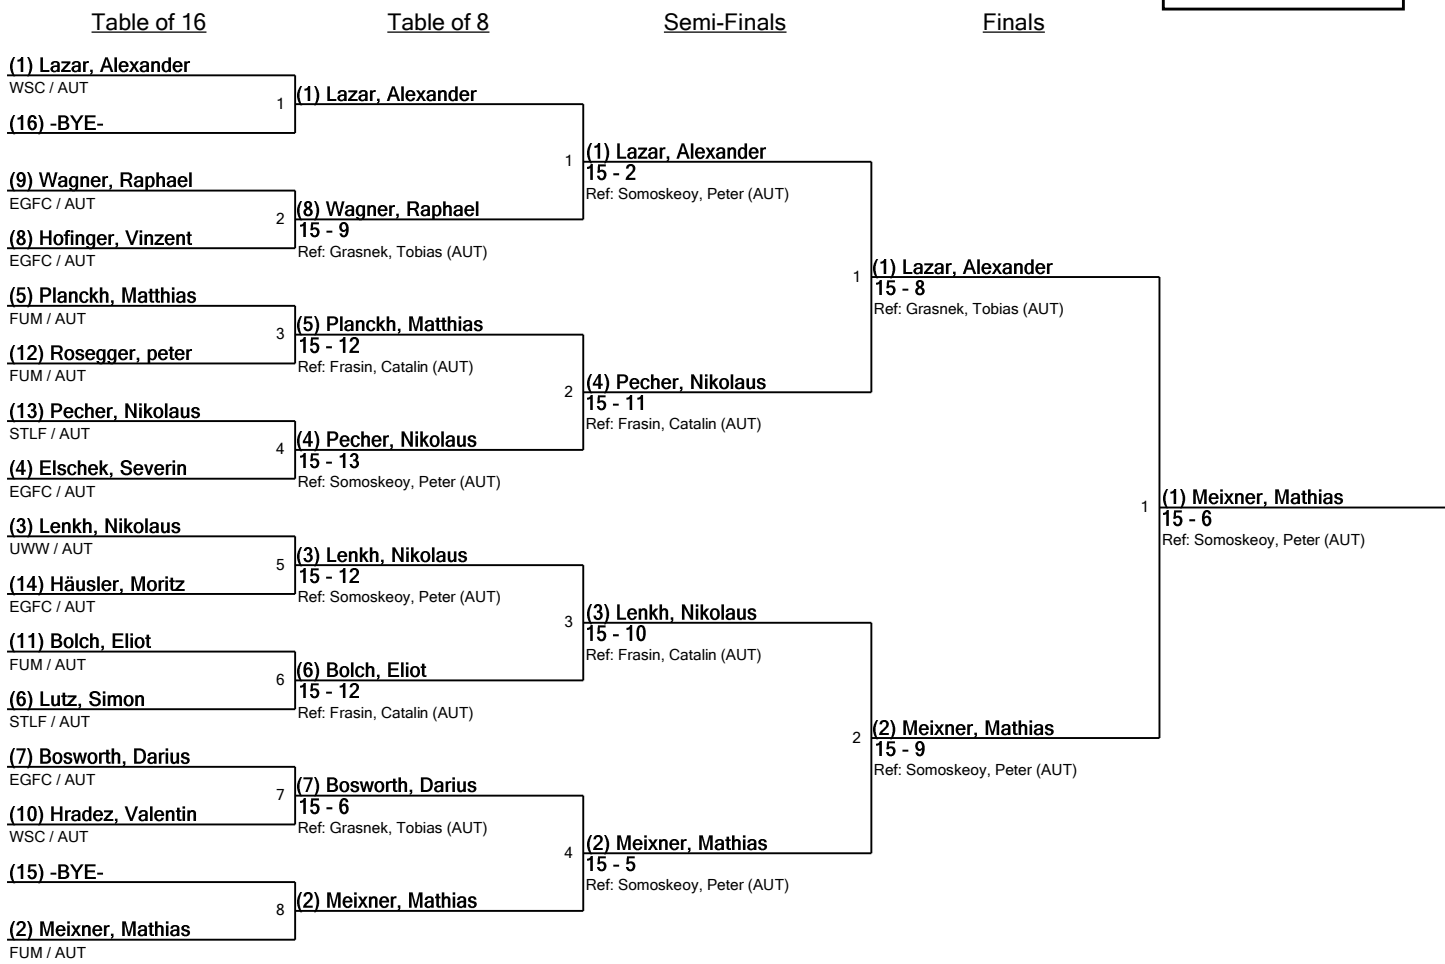 Table of 16
Table of 8
Semi-Finals
Finals
(1) Lazar, Alexander
WSC / AUT
(16) -BYE-
(9) Wagner, Raphael
EGFC / AUT
(8) Hofinger, Vinzent
EGFC / AUT
(5) Planckh, Matthias
FUM / AUT
(12) Rosegger, peter
FUM / AUT
(13) Pecher, Nikolaus
STLF / AUT
(4) Elschek, Severin
EGFC / AUT
(3) Lenkh, Nikolaus
UWW / AUT
(14) Häusler, Moritz
EGFC / AUT
(11) Bolch, Eliot
FUM / AUT
(6) Lutz, Simon
STLF / AUT
(7) Bosworth, Darius
EGFC / AUT
(10) Hradez, Valentin
WSC / AUT
(15) -BYE-
(2) Meixner, Mathias
FUM / AUT
1
(1) Lazar, Alexander
2
(8) Wagner, Raphael
15 - 9
Ref: Grasnek, Tobias (AUT)
3
(5) Planckh, Matthias
15 - 12
Ref: Frasin, Catalin (AUT)
4
(4) Pecher, Nikolaus
15 - 13
Ref: Somoskeoy, Peter (AUT)
5
(3) Lenkh, Nikolaus
15 - 12
Ref: Somoskeoy, Peter (AUT)
6
(6) Bolch, Eliot
15 - 12
Ref: Frasin, Catalin (AUT)
7
(7) Bosworth, Darius
15 - 6
Ref: Grasnek, Tobias (AUT)
8
(2) Meixner, Mathias
1
(1) Lazar, Alexander
15 - 2
Ref: Somoskeoy, Peter (AUT)
2
(4) Pecher, Nikolaus
15 - 11
Ref: Frasin, Catalin (AUT)
3
(3) Lenkh, Nikolaus
15 - 10
Ref: Frasin, Catalin (AUT)
4
(2) Meixner, Mathias
15 - 5
Ref: Somoskeoy, Peter (AUT)
1
(1) Lazar, Alexander
15 - 8
Ref: Grasnek, Tobias (AUT)
2
(2) Meixner, Mathias
15 - 9
Ref: Somoskeoy, Peter (AUT)
1
(1) Meixner, Mathias
15 - 6
Ref: Somoskeoy, Peter (AUT)